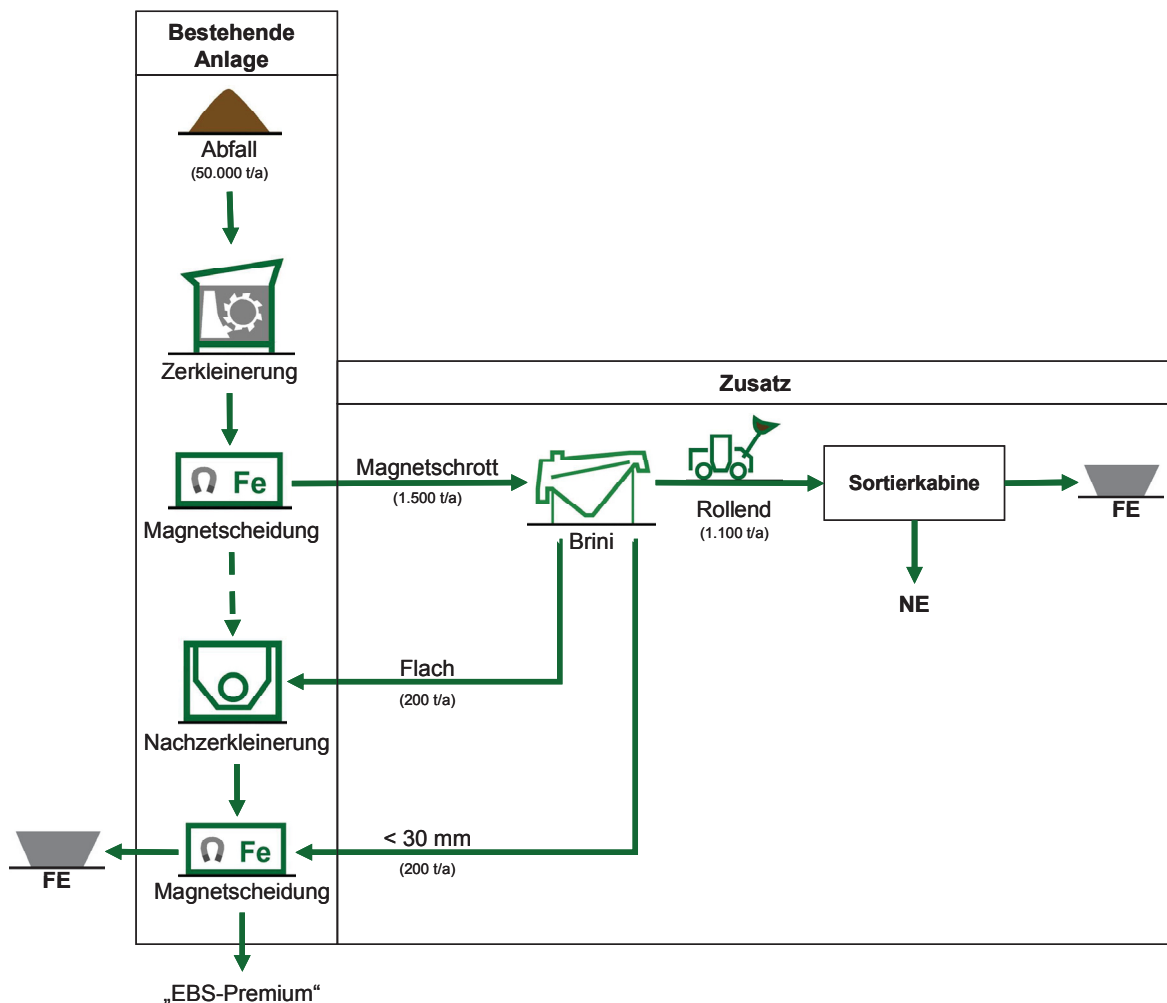 Bestehende
Anlage
Abfall
(50.000 t/a)
Zerkleinerung
Zusatz
Fe
Magnetscheidung
Magnetschrott
(1.500 t/a)
Brini
Rollend
(1.100 t/a)
Sortierkabine
FE
NE
Flach
(200 t/a)
Nachzerkleinerung
< 30 mm
(200 t/a)
Fe
Magnetscheidung
FE
„EBS-Premium“